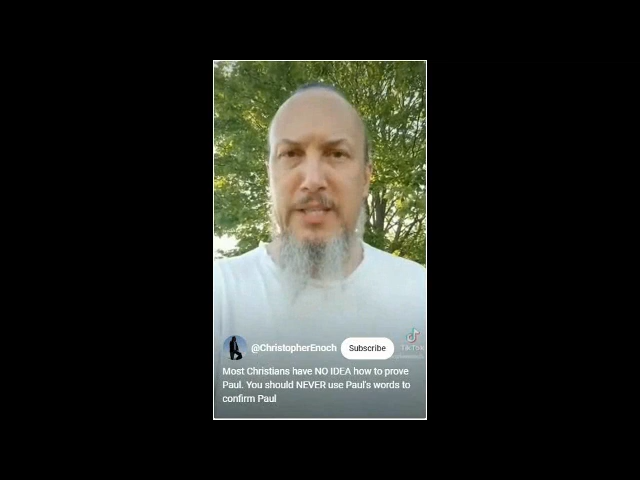 @ChristopherEnoch
Subscribe
TikTok
Most Christians have NO IDEA how to prove
Paul. You should NEVER use Paul's words to
confirm Paul